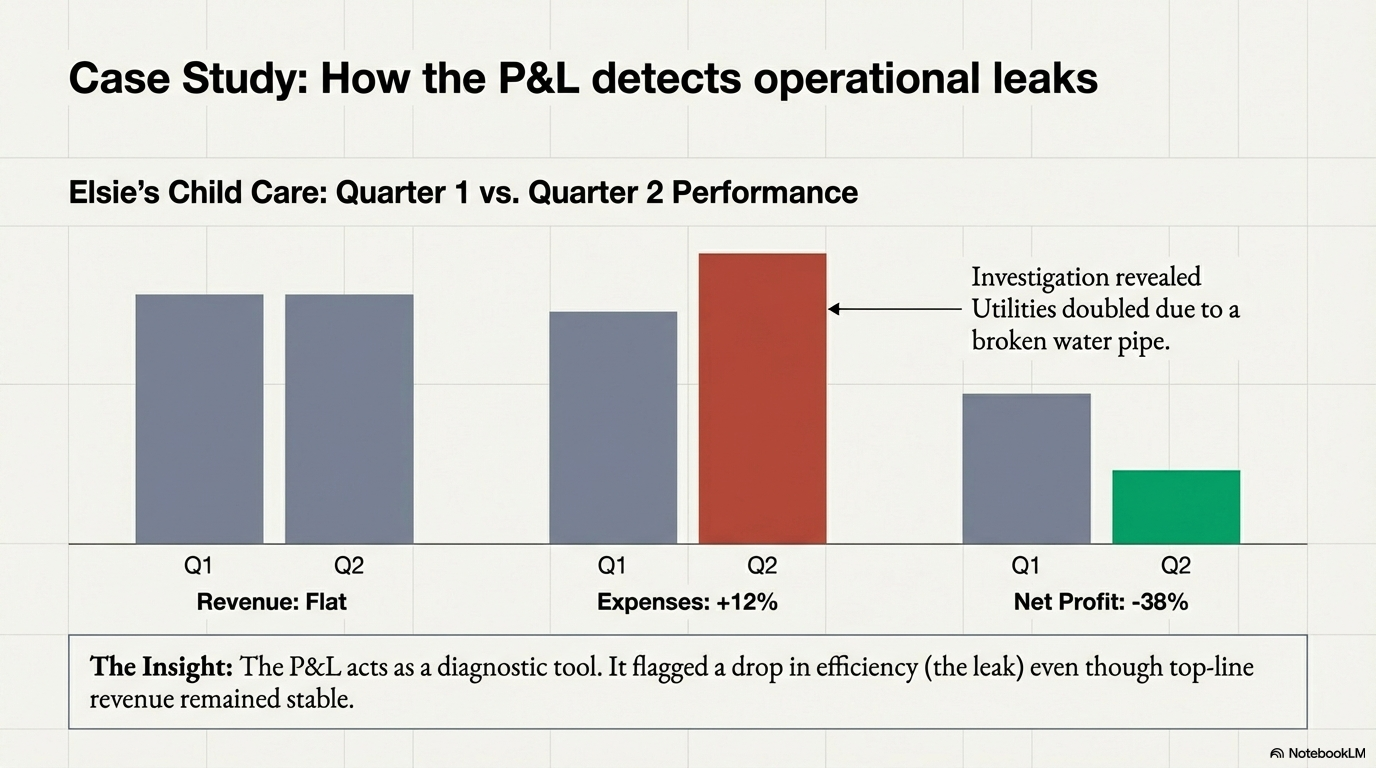 Case Study: How the P&L detects operational leaks
Elsie’s Child Care: Quarter 1 vs. Quarter 2 Performance
Investigation revealed
Utilities doubled due to a
broken water pipe.
Q1
Q2
Q1
Q2
Q1
Q2
Revenue: Flat
Expenses: +12%
Net Profit: -38%
The Insight: The P&L acts as a diagnostic tool. It flagged a drop in efficiency (the leak) even though top-line
revenue remained stable.
NotebookLM